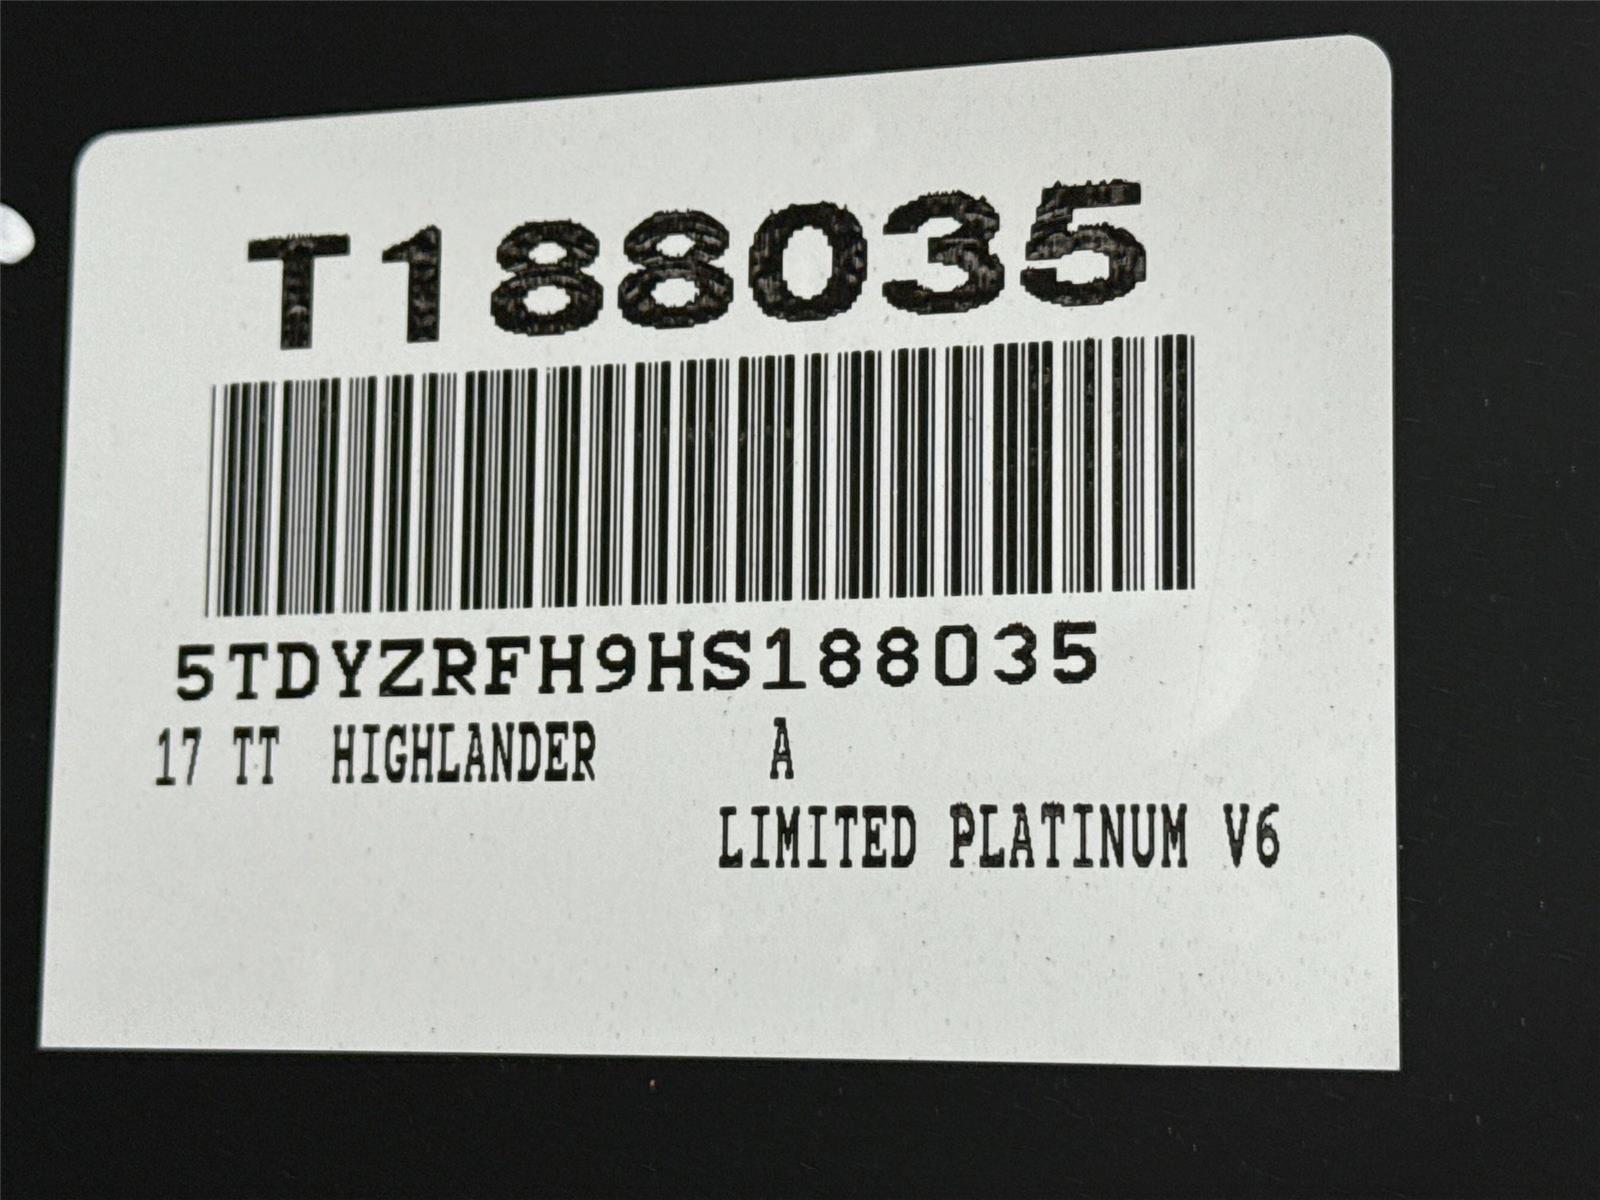 T188035
5TDYZRFH9HS188035
17 TT HIGHLANDER A
LIMITED PLATINUM V6